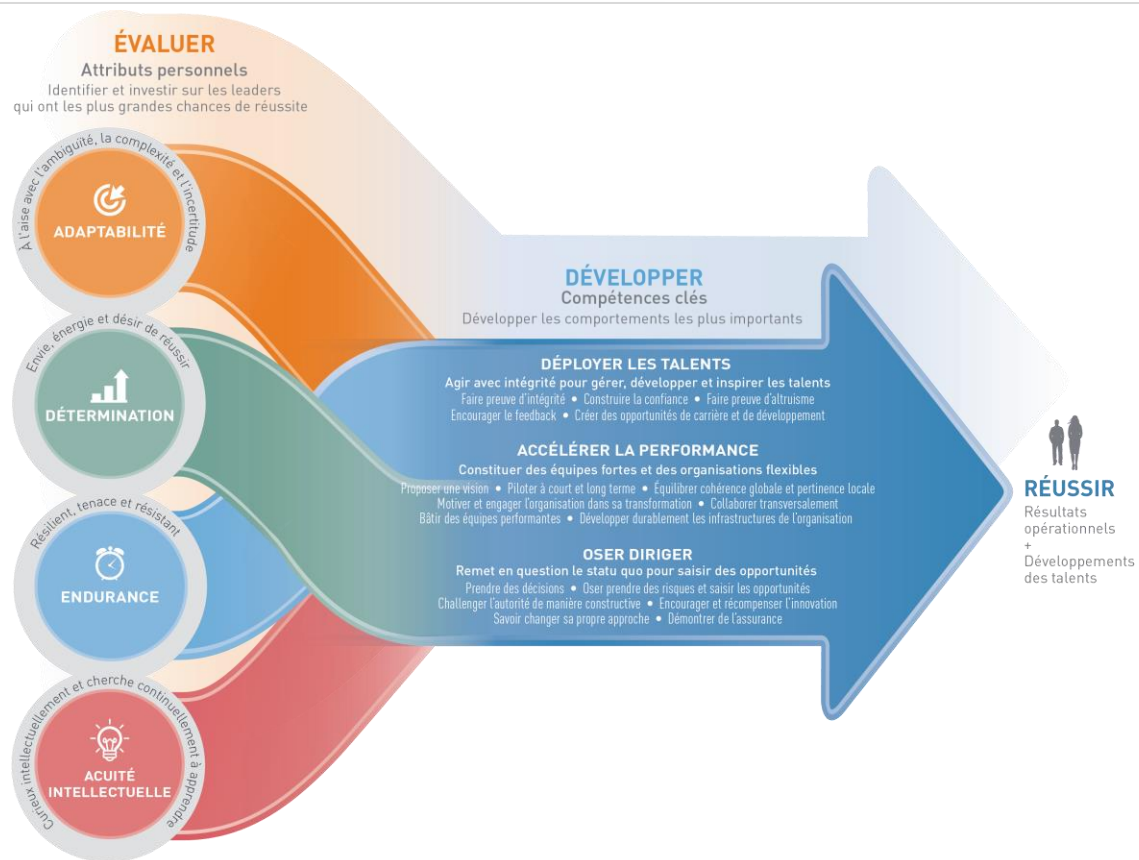 ÉVALUER
Attributs personnels
Identifier et investir sur les leaders
qui ont les plus grandes chances de réussite
À l'aise avec l'ambiguïté, la complexité et l'incertitude
ADAPTABILITÉ
Envie, énergie et désir de réussir
DÉTERMINATION
Résilient, tenace et résistant
ENDURANCE
Curieux intellectuellement et cherche continuellement à apprendre
ACUITÉ
INTELLECTUELLE
DÉVELOPPER
Compétences clés
Développer les comportements les plus importants
DÉPLOYER LES TALENTS
Agir avec intégrité pour gérer, développer et inspirer les talents
Faire preuve d'intégrité • Construire la confiance • Faire preuve d'altruisme
Encourager le feedback • Créer des opportunités de carrière et de développement
ACCÉLÉRER LA PERFORMANCE
Constituer des équipes fortes et des organisations flexibles
Proposer une vision • Piloter à court et long terme • Équilibrer cohérence globale et pertinence locale
Motiver et engager l'organisation dans sa transformation • Collaborer transversalement
Bâtir des équipes performantes • Développer durablement les infrastructures de l'organisation
OSER DIRIGER
Remet en question le statu quo pour saisir des opportunités
Prendre des décisions • Oser prendre des risques et saisir les opportunités
Challenger l'autorité de manière constructive • Encourager et récompenser l'innovation
Savoir changer sa propre approche • Démontrer de l'assurance
RÉUSSIR
Résultats
opérationnels
+
Développements
des talents